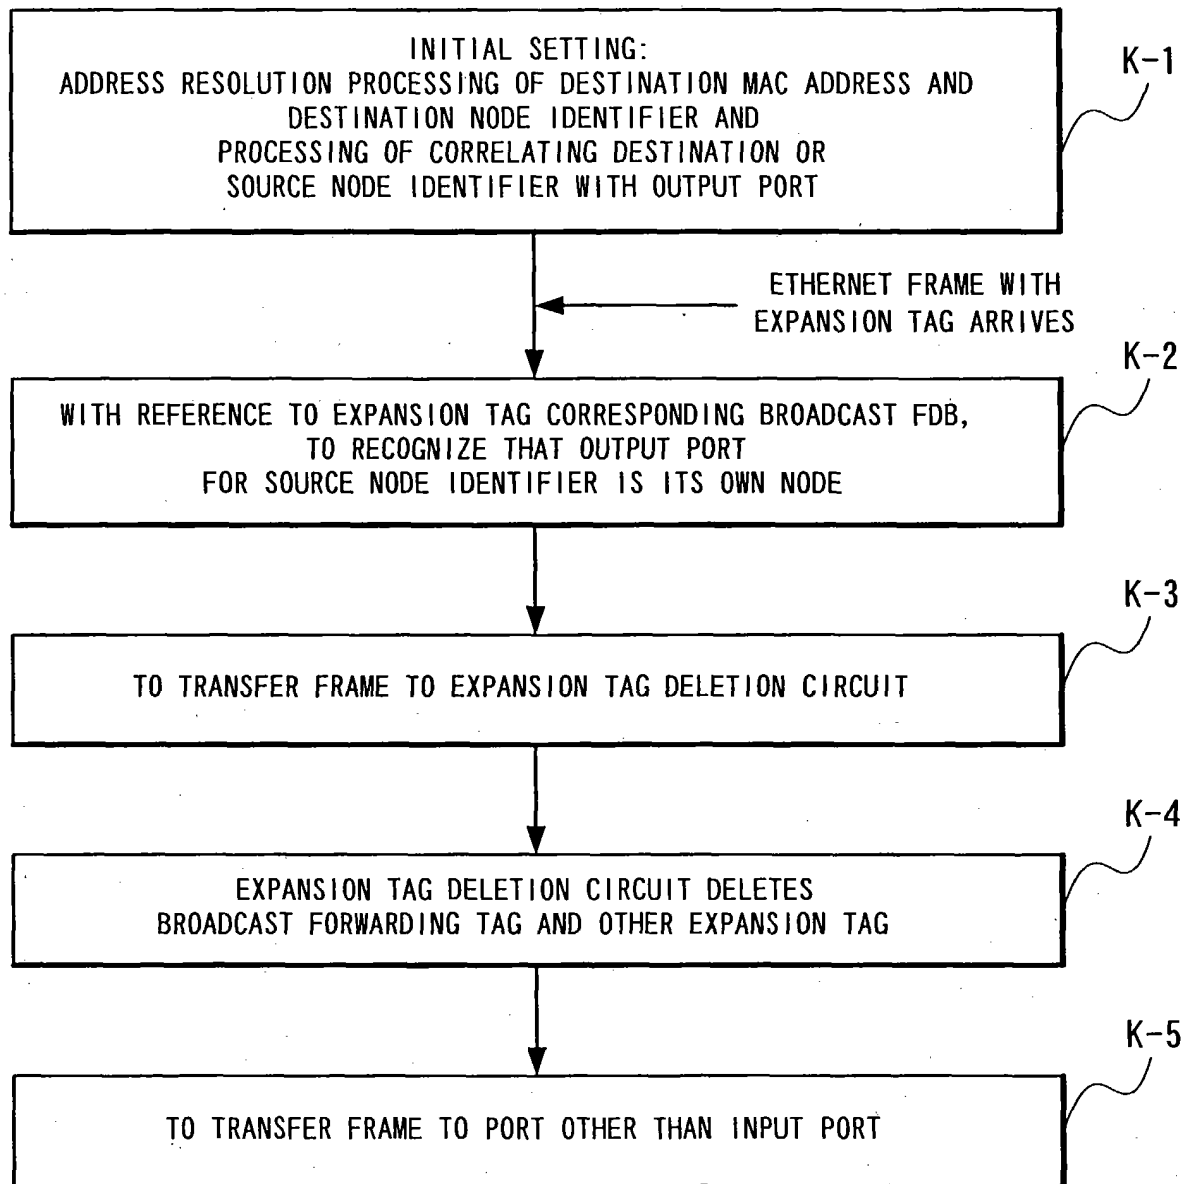 INITIAL SETTING:
ADDRESS RESOLUTION PROCESSING OF DESTINATION MAC ADDRESS AND
DESTINATION NODE IDENTIFIER AND
PROCESSING OF CORRELATING DESTINATION OR
SOURCE NODE IDENTIFIER WITH OUTPUT PORT
K-1
ETHERNET FRAME WITH
EXPANSION TAG ARRIVES
K-2
WITH REFERENCE TO EXPANSION TAG CORRESPONDING BROADCAST FDB,
TO RECOGNIZE THAT OUTPUT PORT
FOR SOURCE NODE IDENTIFIER IS ITS OWN NODE
K-3
TO TRANSFER FRAME TO EXPANSION TAG DELETION CIRCUIT
K-4
EXPANSION TAG DELETION CIRCUIT DELETES
BROADCAST FORWARDING TAG AND OTHER EXPANSION TAG
K-5
TO TRANSFER FRAME TO PORT OTHER THAN INPUT PORT